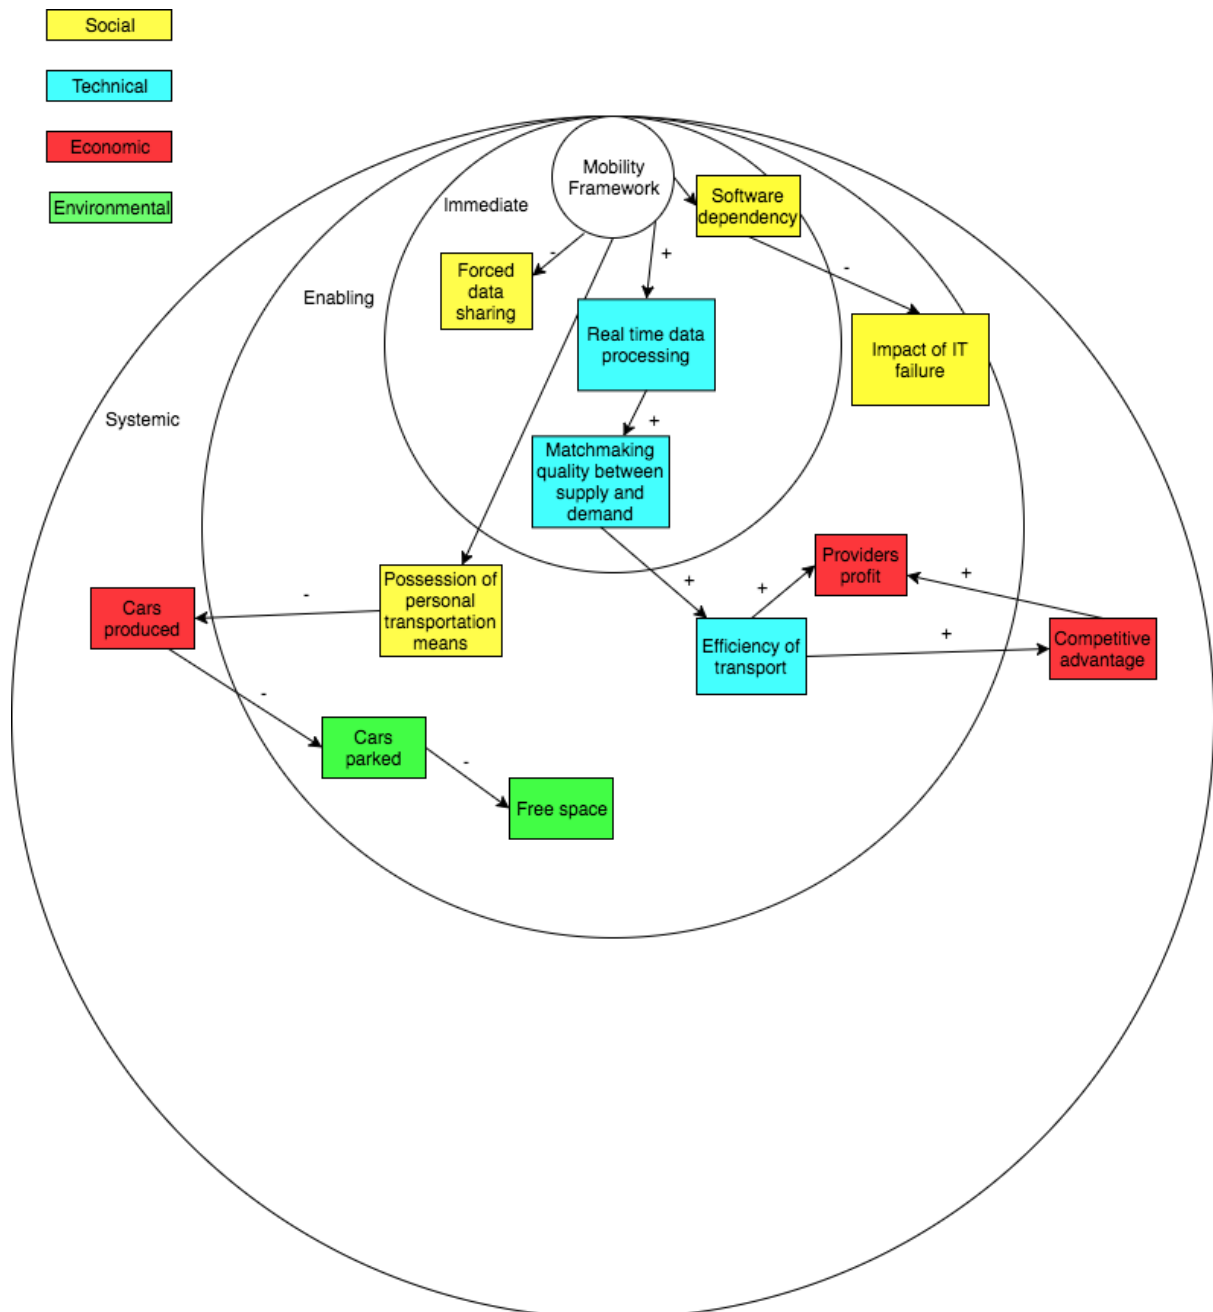 Social
Technical
Economic
Environmental
Mobility
Framework
Immediate
Software
dependency
-
+
-
Forced
data
sharing
Enabling
Real time data
processing
Impact of IT
failure
Systemic
+
Matchmaking
quality between
supply and
demand
Providers
profit
+
+
+
Possession of
personal
transportation
means
-
Cars
produced
Efficiency of
transport
+
Competitive
advantage
-
Cars
parked
-
Free space